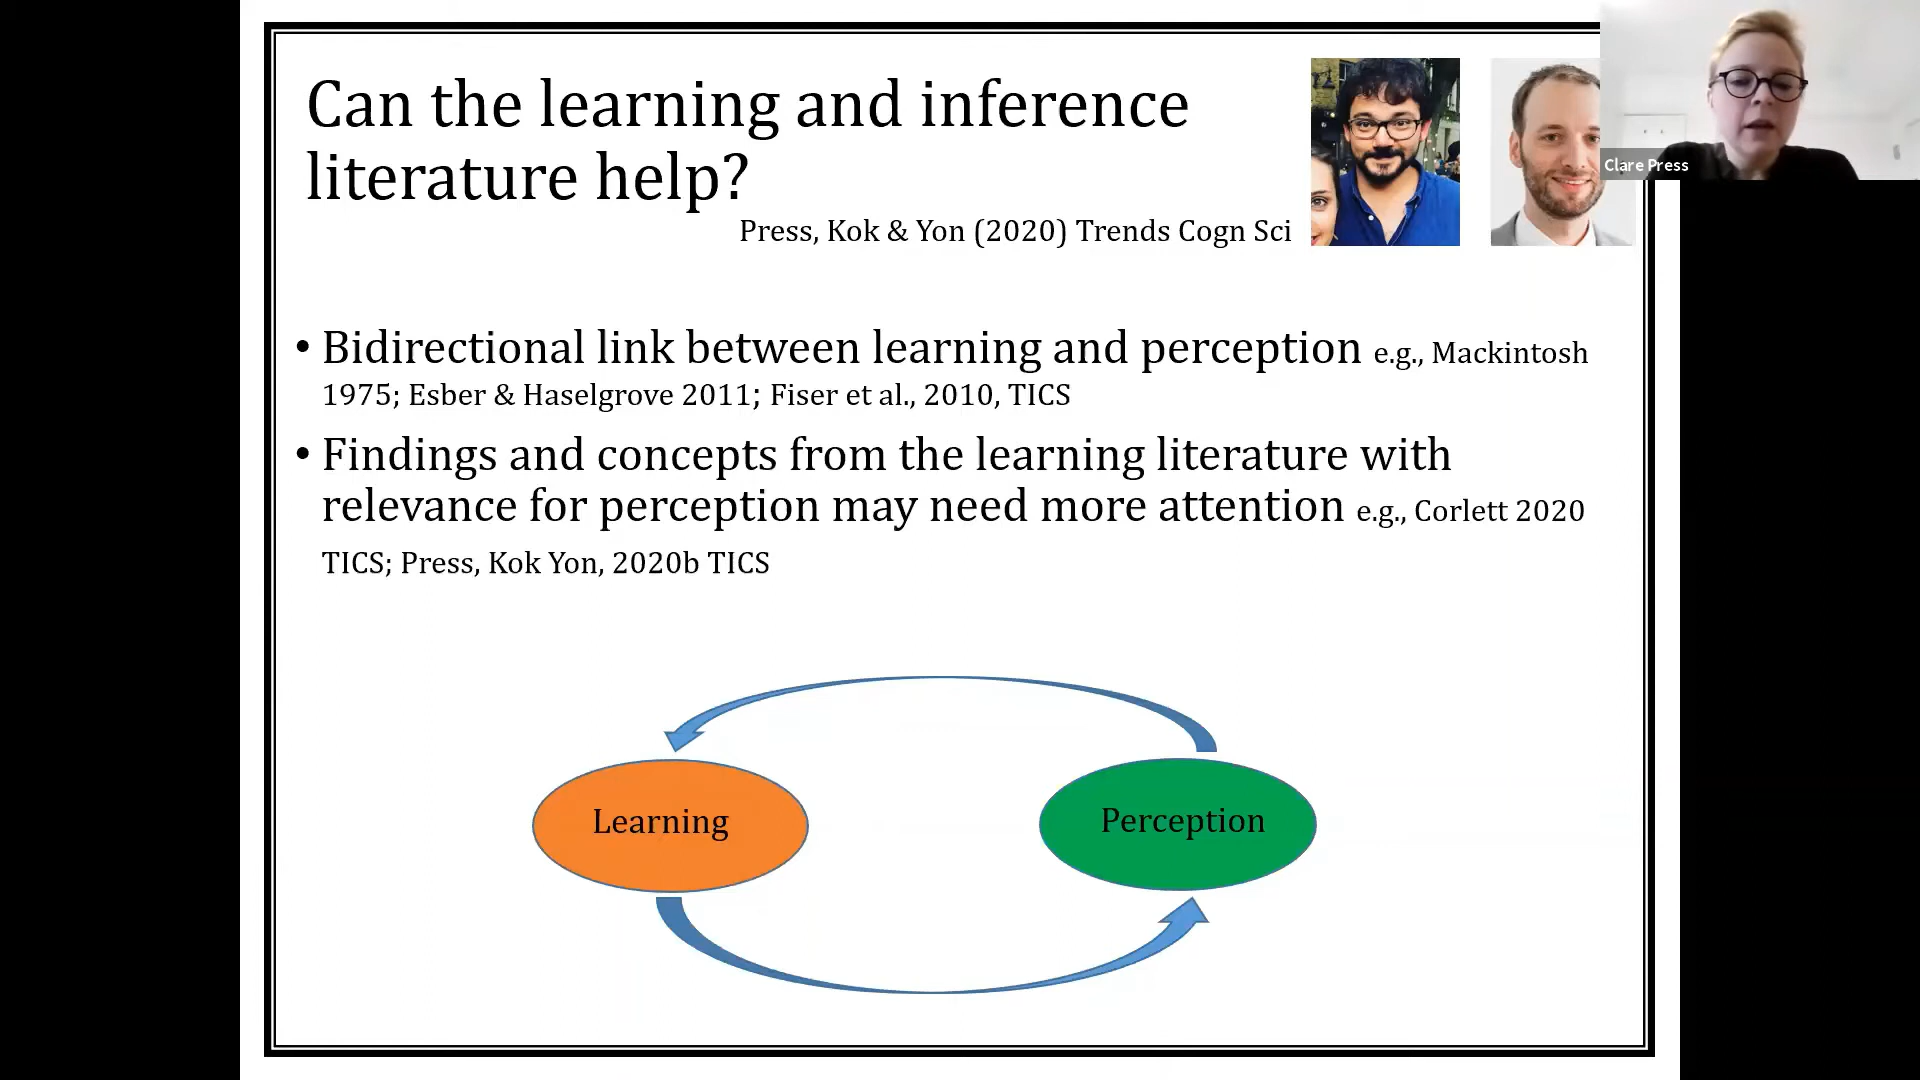 Can the learning and inference
literature help?
Press, Kok & Yon (2020) Trends Cogn Sci
Clare Press
• Bidirectional link between learning and perception e.g., Mackintosh
1975; Esber & Haselgrove 2011; Fiser et al., 2010, TICS
• Findings and concepts from the learning literature with
relevance for perception may need more attention e.g., Corlett 2020
TICS; Press, Kok Yon, 2020b TICS
Learning
Perception